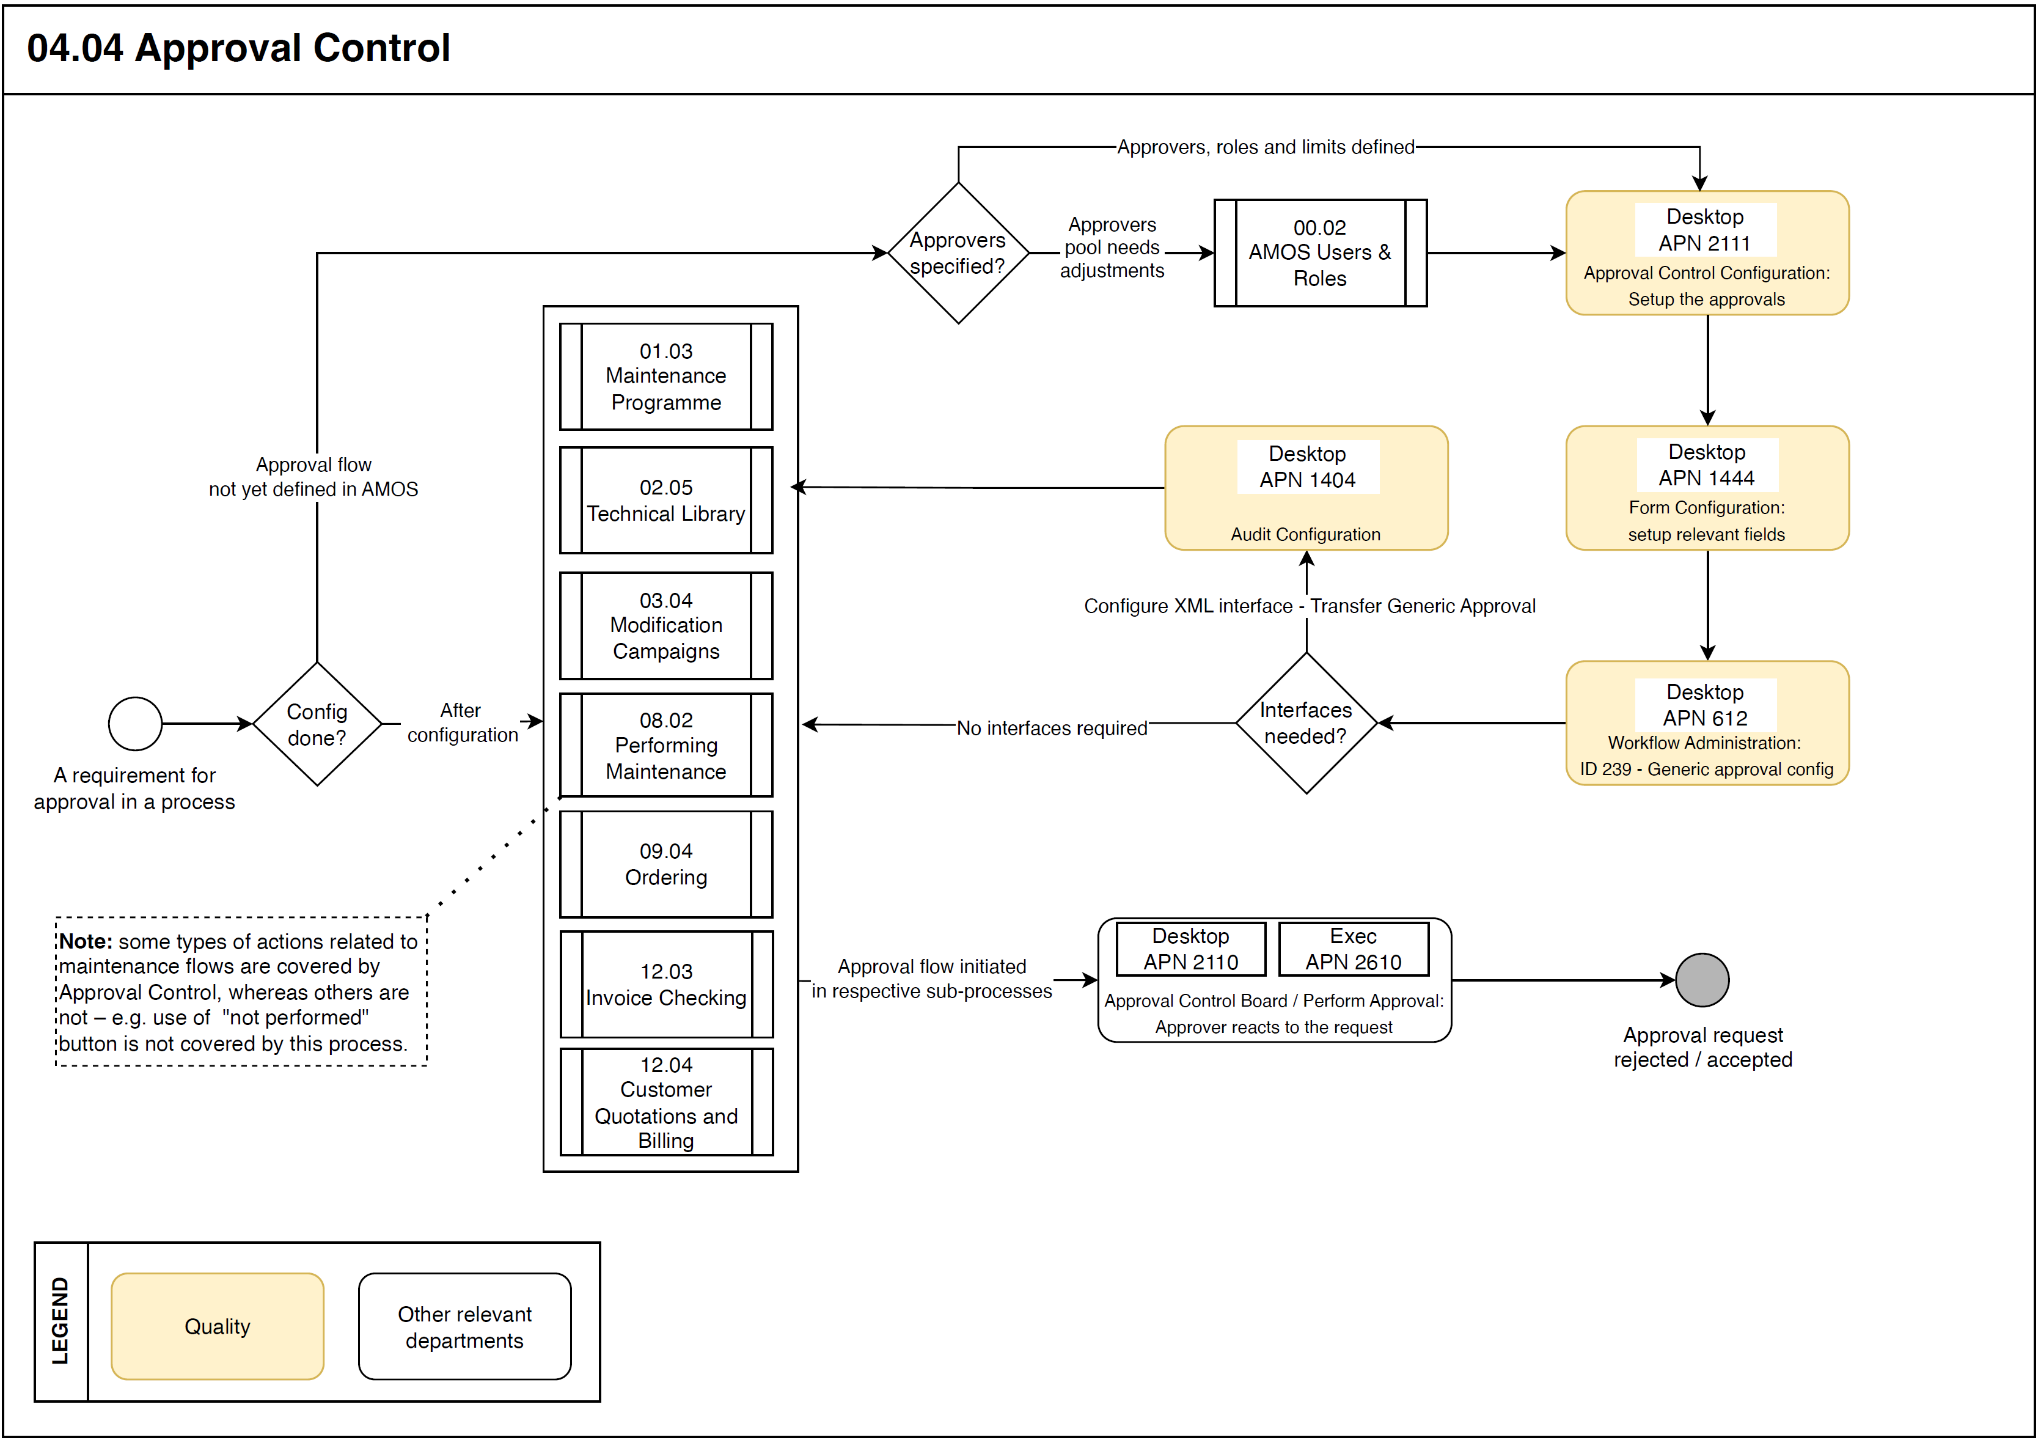 04.04 Approval Control
Approvers, roles and limits defined
Approvers
specified?
Approvers
pool needs
adjustments
00.02
AMOS Users &
Roles
Desktop
APN 2111
Approval Control Configuration:
Setup the approvals
01.03
Maintenance
Programme
Approval flow
not yet defined in AMOS
02.05
Technical Library
Desktop
APN 1404
Audit Configuration
Desktop
APN 1444
Form Configuration:
setup relevant fields
03.04
Modification
Campaigns
Configure XML interface - Transfer Generic Approval
A requirement for
approval in a process
Config
done?
After
configuration
08.02
Performing
Maintenance
No interfaces required
Interfaces
needed?
Desktop
APN 612
Workflow Administration:
ID 239 - Generic approval config
09.04
Ordering
Note: some types of actions related to
maintenance flows are covered by
Approval Control, whereas others are
not – e.g. use of "not performed"
button is not covered by this process.
12.03
Invoice Checking
Approval flow initiated
in respective sub-processes
Desktop
APN 2110
Exec
APN 2610
Approval Control Board / Perform Approval:
Approver reacts to the request
Approval request
rejected / accepted
12.04
Customer
Quotations and
Billing
LEGEND
Quality
Other relevant
departments